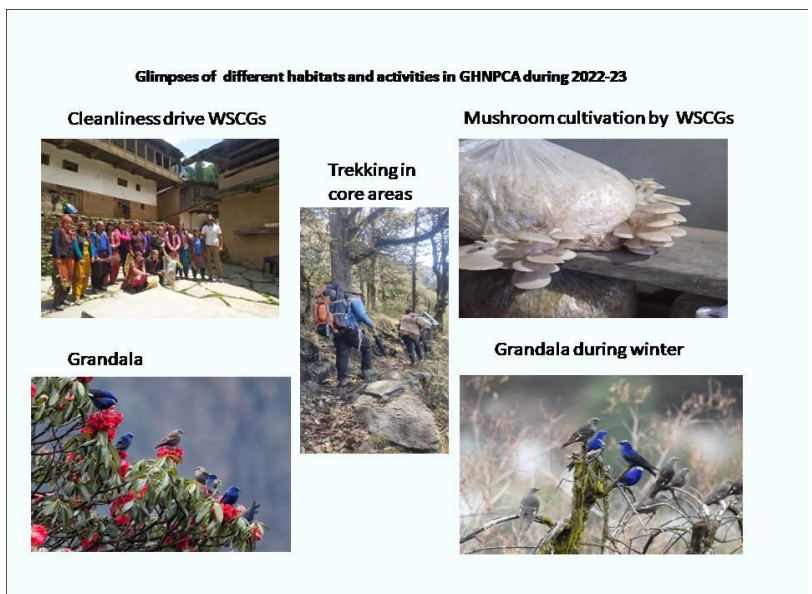 Glimpses of different habitats and activities in GHNPCA during 2022-23
Cleanliness drive WSCGs
Mushroom cultivation by WSCGs
Trekking in
core areas
Grandala
Grandala during winter